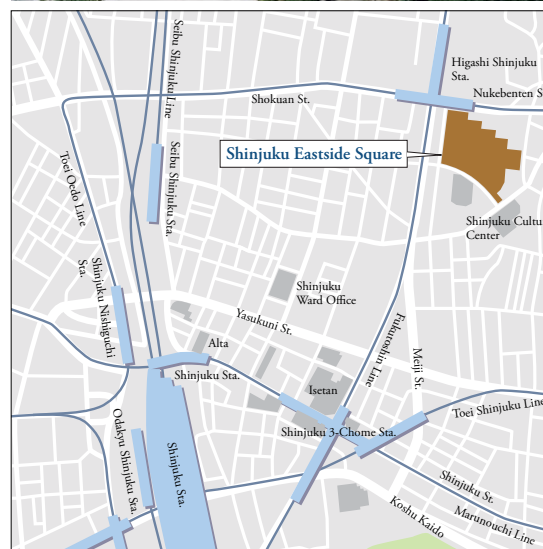 Seibu Shinjuku Line
Higashi Shinjuku
Sta.
Nukebenten S
Shokuan St.
Seibu Shinjuku Sta.
Shinjuku Eastside Square
Toei Oedo Line
Shinjuku Cultu
Center
Shinjuku Nishiguchi
Sta.
Shinjuku
Ward Office
Yasukuni St.
Fukutoshin Line
Meiji St.
Alta
Shinjuku Sta.
Isetan
Toei Shinjuku Line
Odakyu Shinjuku Sta.
Shinjuku Sta.
Shinjuku 3-Chome Sta.
Shinjuku St.
Koshu Kaido
Marunouchi Line